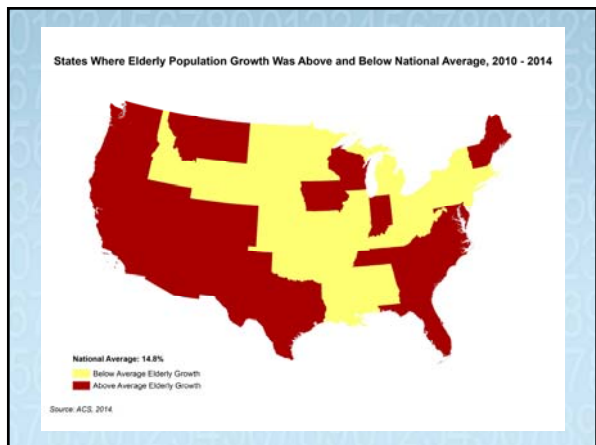 States Where Elderly Population Growth Was Above and Below National Average, 2010 - 2014
National Average: 14.8%
Below Average Elderly Growth
Above Average Elderly Growth
Source: ACS, 2014.